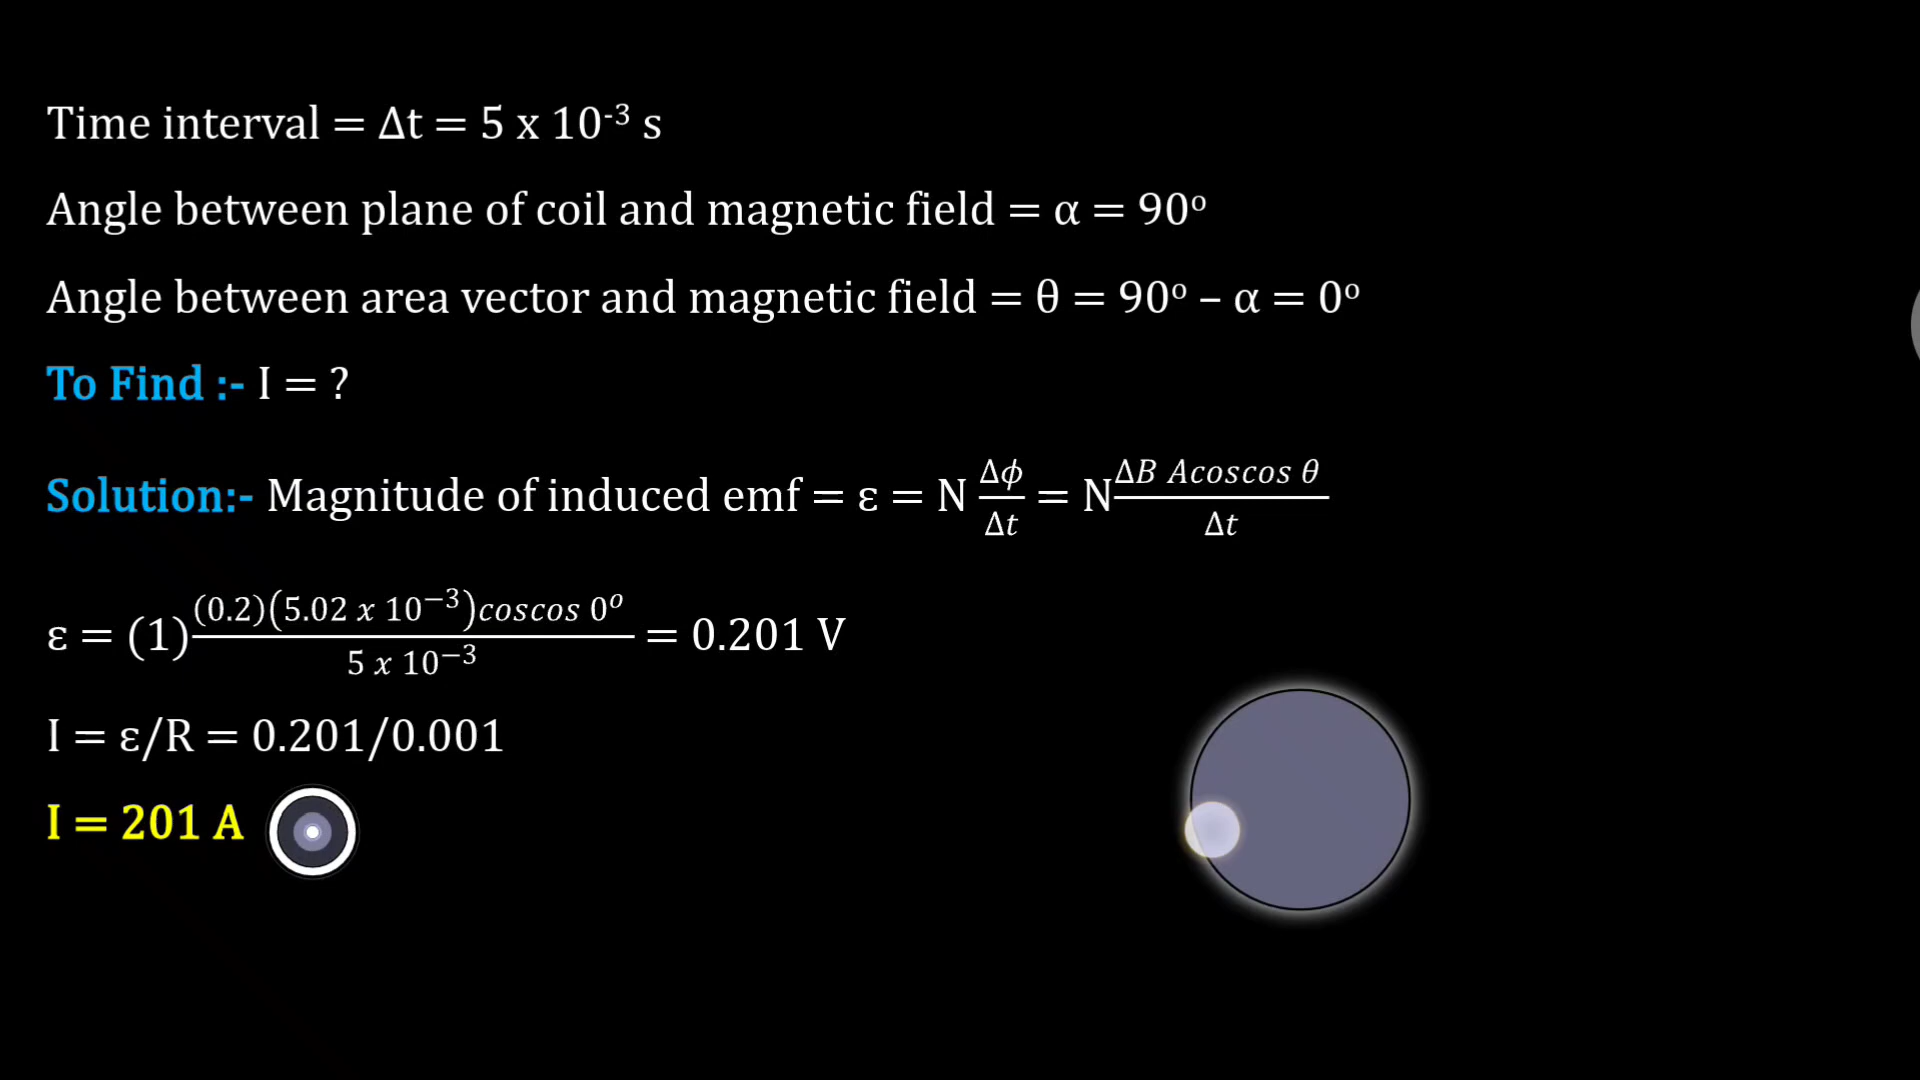 Time interval = Δt = 5 x 10⁻³ s
Angle between plane of coil and magnetic field = α = 90º
Angle between area vector and magnetic field = θ = 90º – α = 0º
To Find :- I = ?
Solution:- Magnitude of induced emf = ε = N Δϕ/Δt = N ΔB Acoscos θ/Δt
ε = (1) (0.2)(5.02 x 10⁻³)coscos 0º/5 x 10⁻³ = 0.201 V
I = ε/R = 0.201/0.001
I = 201 A